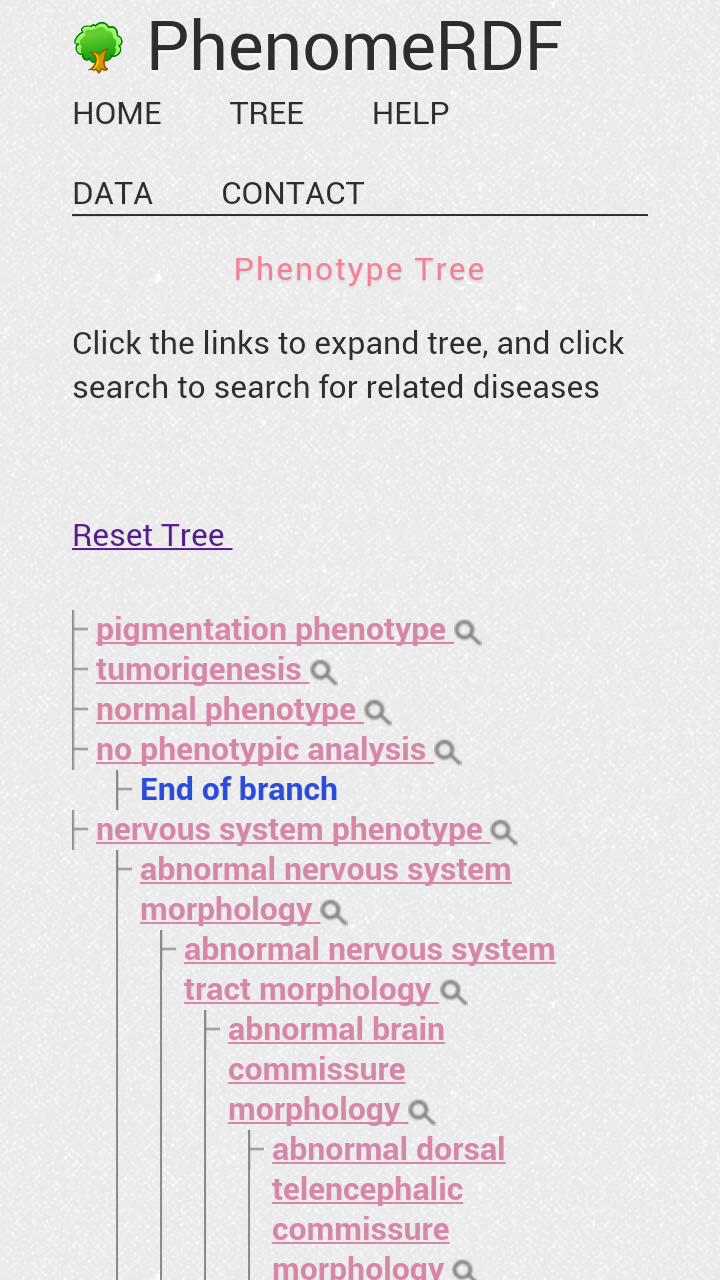 PhenomeRDF
HOME TREE HELP
DATA CONTACT
Phenotype Tree
Click the links to expand tree, and click
search to search for related diseases
Reset Tree
pigmentation phenotype
tumorigenesis
normal phenotype
no phenotypic analysis
End of branch
nervous system phenotype
abnormal nervous system
morphology
abnormal nervous system
tract morphology
abnormal brain
commissure
morphology
abnormal dorsal
telencephalic
commissure
morphology